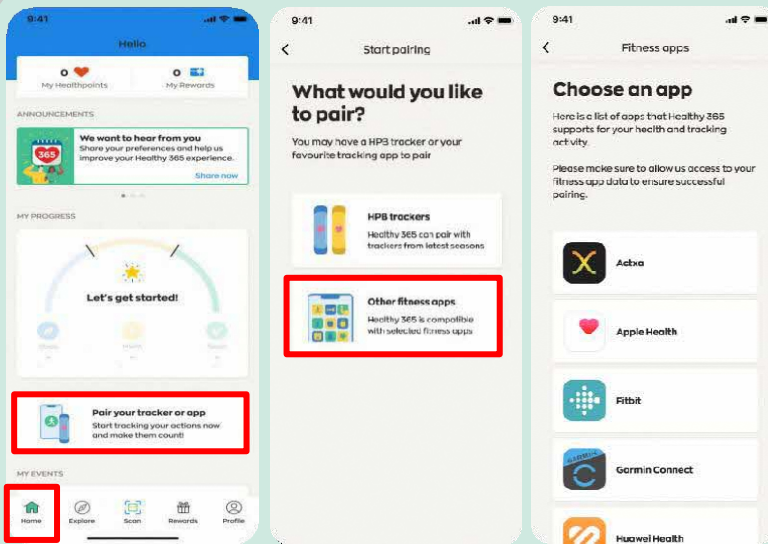 9:41
Hello
0
My Healthpoints
0
My Rewards
ANNOUNCEMENTS
365
We want to hear from you
Share your preferences and help us
improve your Healthy 365 experience.
Share now
MY PROGRESS
Let's get started!
Pair your tracker or app
Start tracking your actions now
and make them count!
MY EVENTS
Home
Explore
Scan
Rewards
Profile
9:41
Start pairing
What would you like
to pair?
You may have a HPB tracker or your
favourite tracking app to pair
HPB trackers
Healthy 365 can pair with
trackers from latest seasons
Other fitness apps
Healthy 365 is compatible
with selected fitness apps
9:41
Fitness apps
Choose an app
Here is a list of apps that Healthy 365
supports for your health and tracking
activity.
Please make sure to allow us access to your
fitness app data to ensure successful
pairing.
Actxa
Apple Health
Fitbit
GARMIN
Garmin Connect
Huawei Health